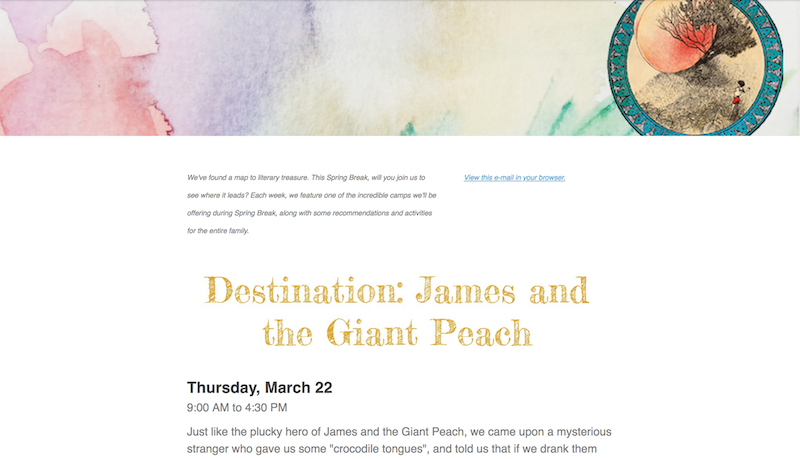 We've found a map to literary treasure. This Spring Break, will you join us to
see where it leads? Each week, we feature one of the incredible camps we'll be
offering during Spring Break, along with some recommendations and activities
for the entire family.
View this e-mail in your browser.
Destination: James and
the Giant Peach
Thursday, March 22
9:00 AM to 4:30 PM
Just like the plucky hero of James and the Giant Peach, we came upon a mysterious
stranger who gave us some "crocodile tongues", and told us that if we drank them